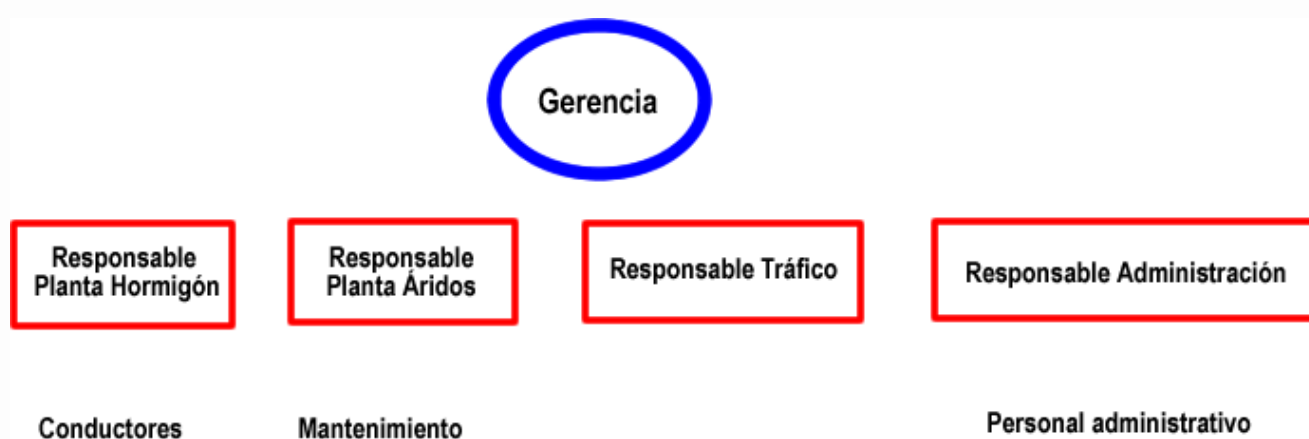 Gerencia
Responsable
Planta Hormigón
Responsable
Planta Áridos
Responsable Tráfico
Responsable Administración
Conductores
Mantenimiento
Personal administrativo